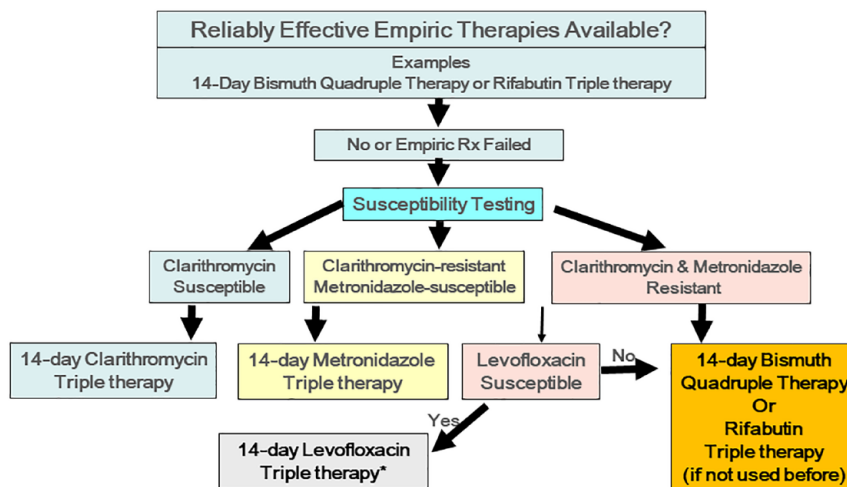 Reliably Effective Empiric Therapies Available?
Examples
14-Day Bismuth Quadruple Therapy or Rifabutin Triple therapy
No or Empiric Rx Failed
Susceptibility Testing
Clarithromycin
Susceptible
Clarithromycin-resistant
Metronidazole-susceptible
Clarithromycin & Metronidazole
Resistant
14-day Clarithromycin
Triple therapy
14-day Metronidazole
Triple therapy
Levofloxacin
Susceptible
No
14-day Bismuth
Quadruple Therapy
Or
Rifabutin
Triple therapy
(if not used before)
Yes
14-day Levofloxacin
Triple therapy*